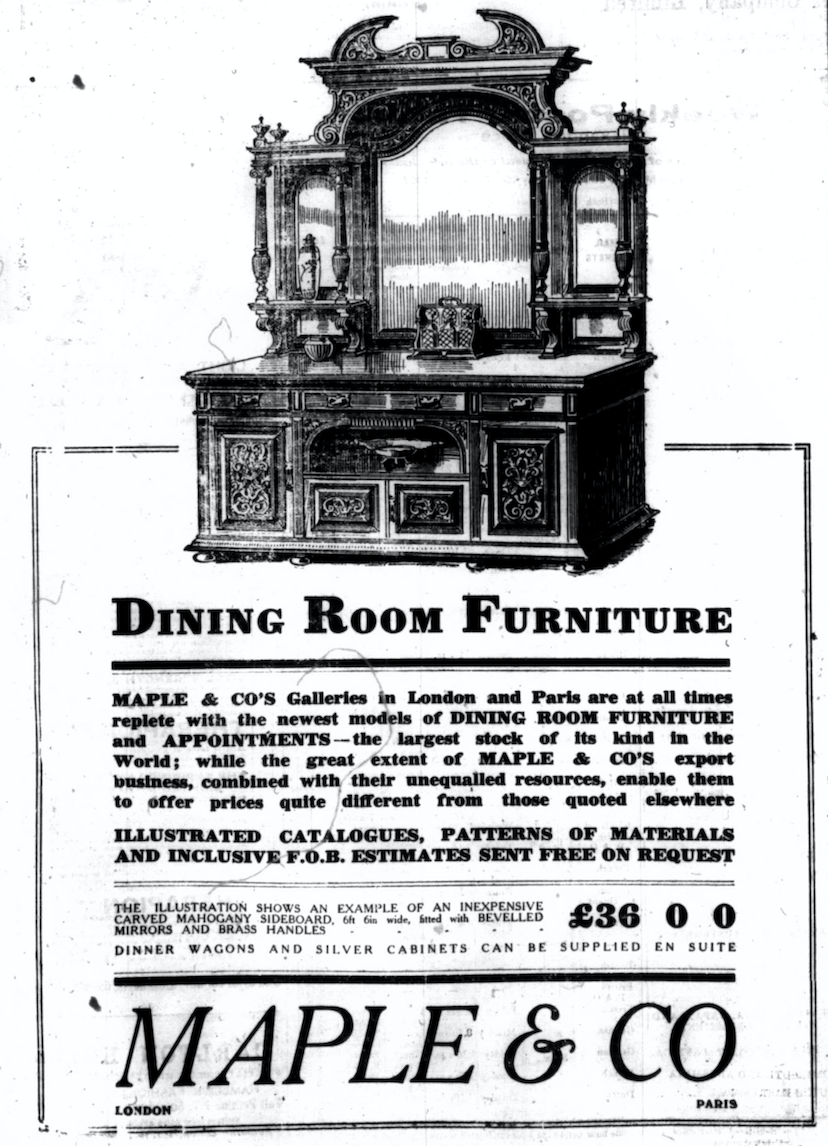 DINING ROOM FURNITURE
MAPLE & CO'S Galleries in London and Paris are at all times
replete with the newest models of DINING ROOM FURNITURE
and APPOINTMENTS—the largest stock of its kind in the
World; while the great extent of MAPLE & CO'S export
business, combined with their unequalled resources, enable them
to offer prices quite different from those quoted elsewhere
ILLUSTRATED CATALOGUES, PATTERNS OF MATERIALS
AND INCLUSIVE F.O.B. ESTIMATES SENT FREE ON REQUEST
THE ILLUSTRATION SHOWS AN EXAMPLE OF AN INEXPENSIVE
CARVED MAHOGANY SIDEBOARD, 6ft 6in wide, fitted with BEVELLED
MIRRORS AND BRASS HANDLES - - - - -
£36 0 0
DINNER WAGONS AND SILVER CABINETS CAN BE SUPPLIED EN SUITE
MAPLE & CO
LONDON PARIS